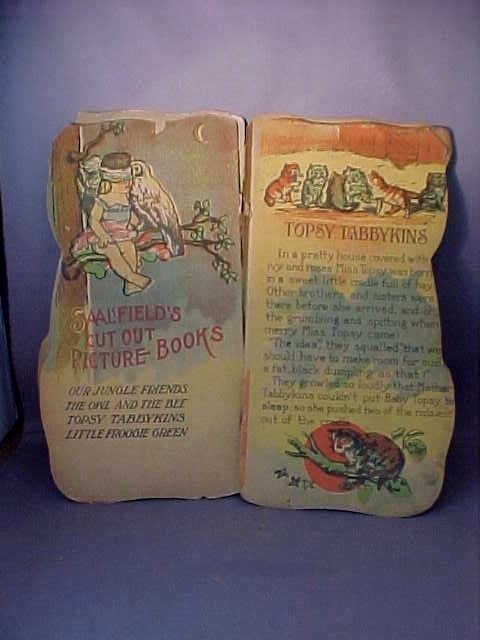 SAALFIELD'S
CUT OUT
PICTURE-BOOKS
OUR JUNGLE FRIENDS
THE OWL AND THE BEE
TOPSY TABBYKINS
LITTLE FROGGIE GREEN
TOPSY TABBYKINS
In a pretty house covered with
ivy and roses Miss Topsy was born
in a sweet little cradle full of hay
Other brothers and sisters were
there before she arrived, and Oh
the grumbling and spitting when
merry Miss Topsy came!
"The idea," they squalled "that we
should have to make room for such
a fat, black dumpling as that!"
They growled so loudly that Mother
Tabbykins couldn't put Baby Topsy to
sleep, so she pushed two of the
out of the